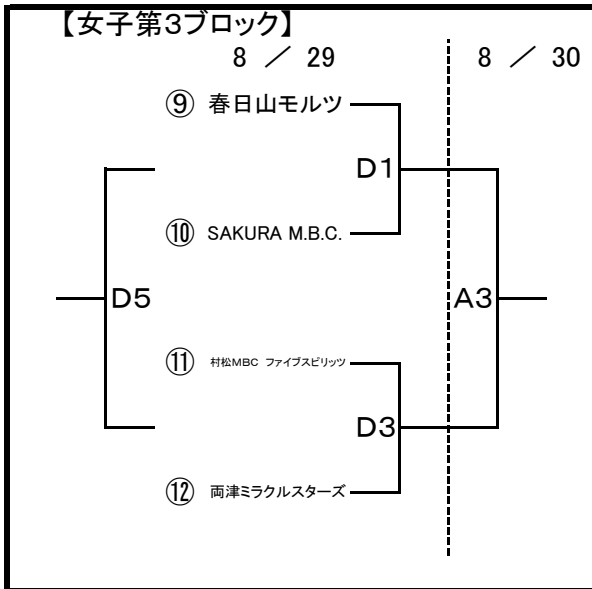 【女子第3ブロック】
8 ／ 29
8 ／ 30
⑨ 春日山モルツ
D1
⑩ SAKURA M.B.C.
D5
A3
⑪ 村松MBC ファイブスピリッツ
D3
⑫ 両津ミラクルスターズ